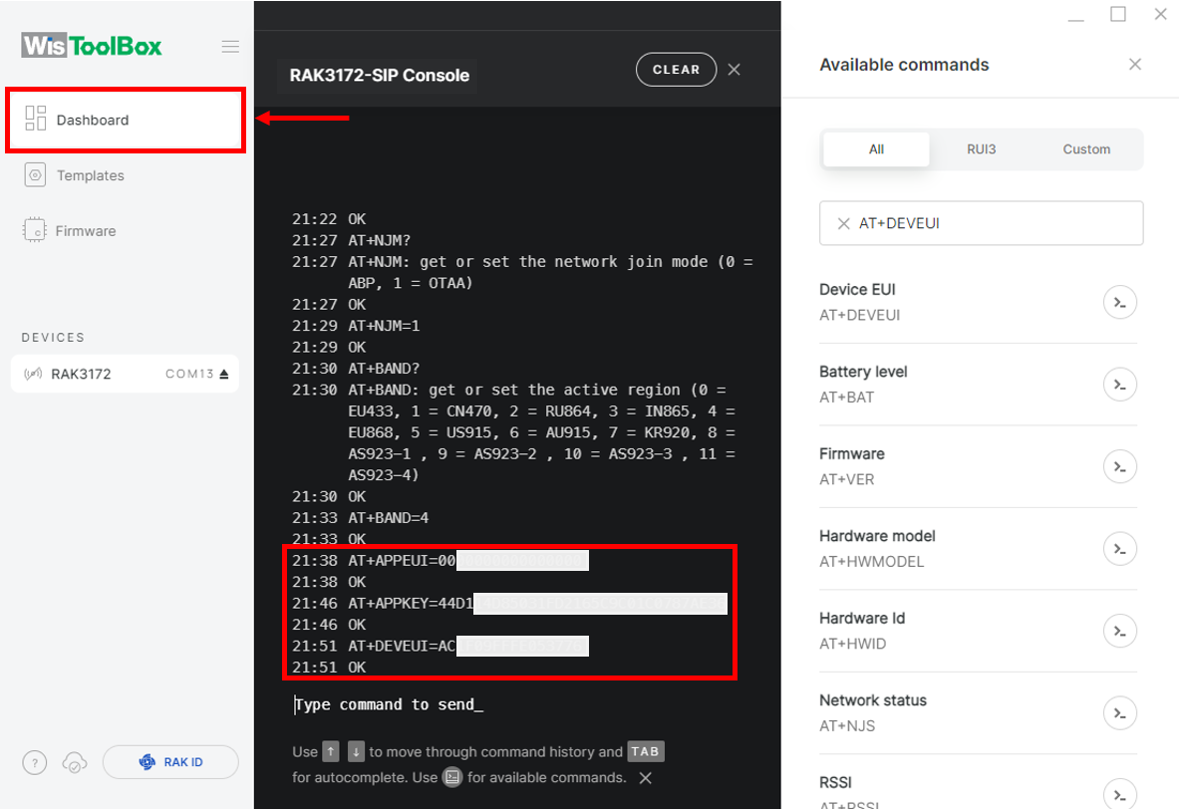 WisToolBox
Dashboard
Templates
Firmware
DEVICES
RAK3172 COM13
? RAK ID
RAK3172-SIP Console
CLEAR
21:22 OK
21:27 AT+NJM?
21:27 AT+NJM: get or set the network join mode (0 =
ABP, 1 = OTAA)
21:27 OK
21:29 AT+NJM=1
21:29 OK
21:30 AT+BAND?
21:30 AT+BAND: get or set the active region (0 =
EU433, 1 = CN470, 2 = RU864, 3 = IN865, 4 =
EU868, 5 = US915, 6 = AU915, 7 = KR920, 8 =
AS923-1 , 9 = AS923-2 , 10 = AS923-3 , 11 =
AS923-4)
21:30 OK
21:33 AT+BAND=4
21:33 OK
21:38 AT+APPEUI=00
21:38 OK
21:46 AT+APPKEY=44D1
21:46 OK
21:51 AT+DEVEUI=AC
21:51 OK
Type command to send_
Use ↑ ↓ to move through command history and TAB
for autocomplete. Use for available commands.
Available commands
All RUI3 Custom
AT+DEVEUI
Device EUI
AT+DEVEUI
Battery level
AT+BAT
Firmware
AT+VER
Hardware model
AT+HWMODEL
Hardware Id
AT+HWID
Network status
AT+NJS
RSSI
AT+RSSI